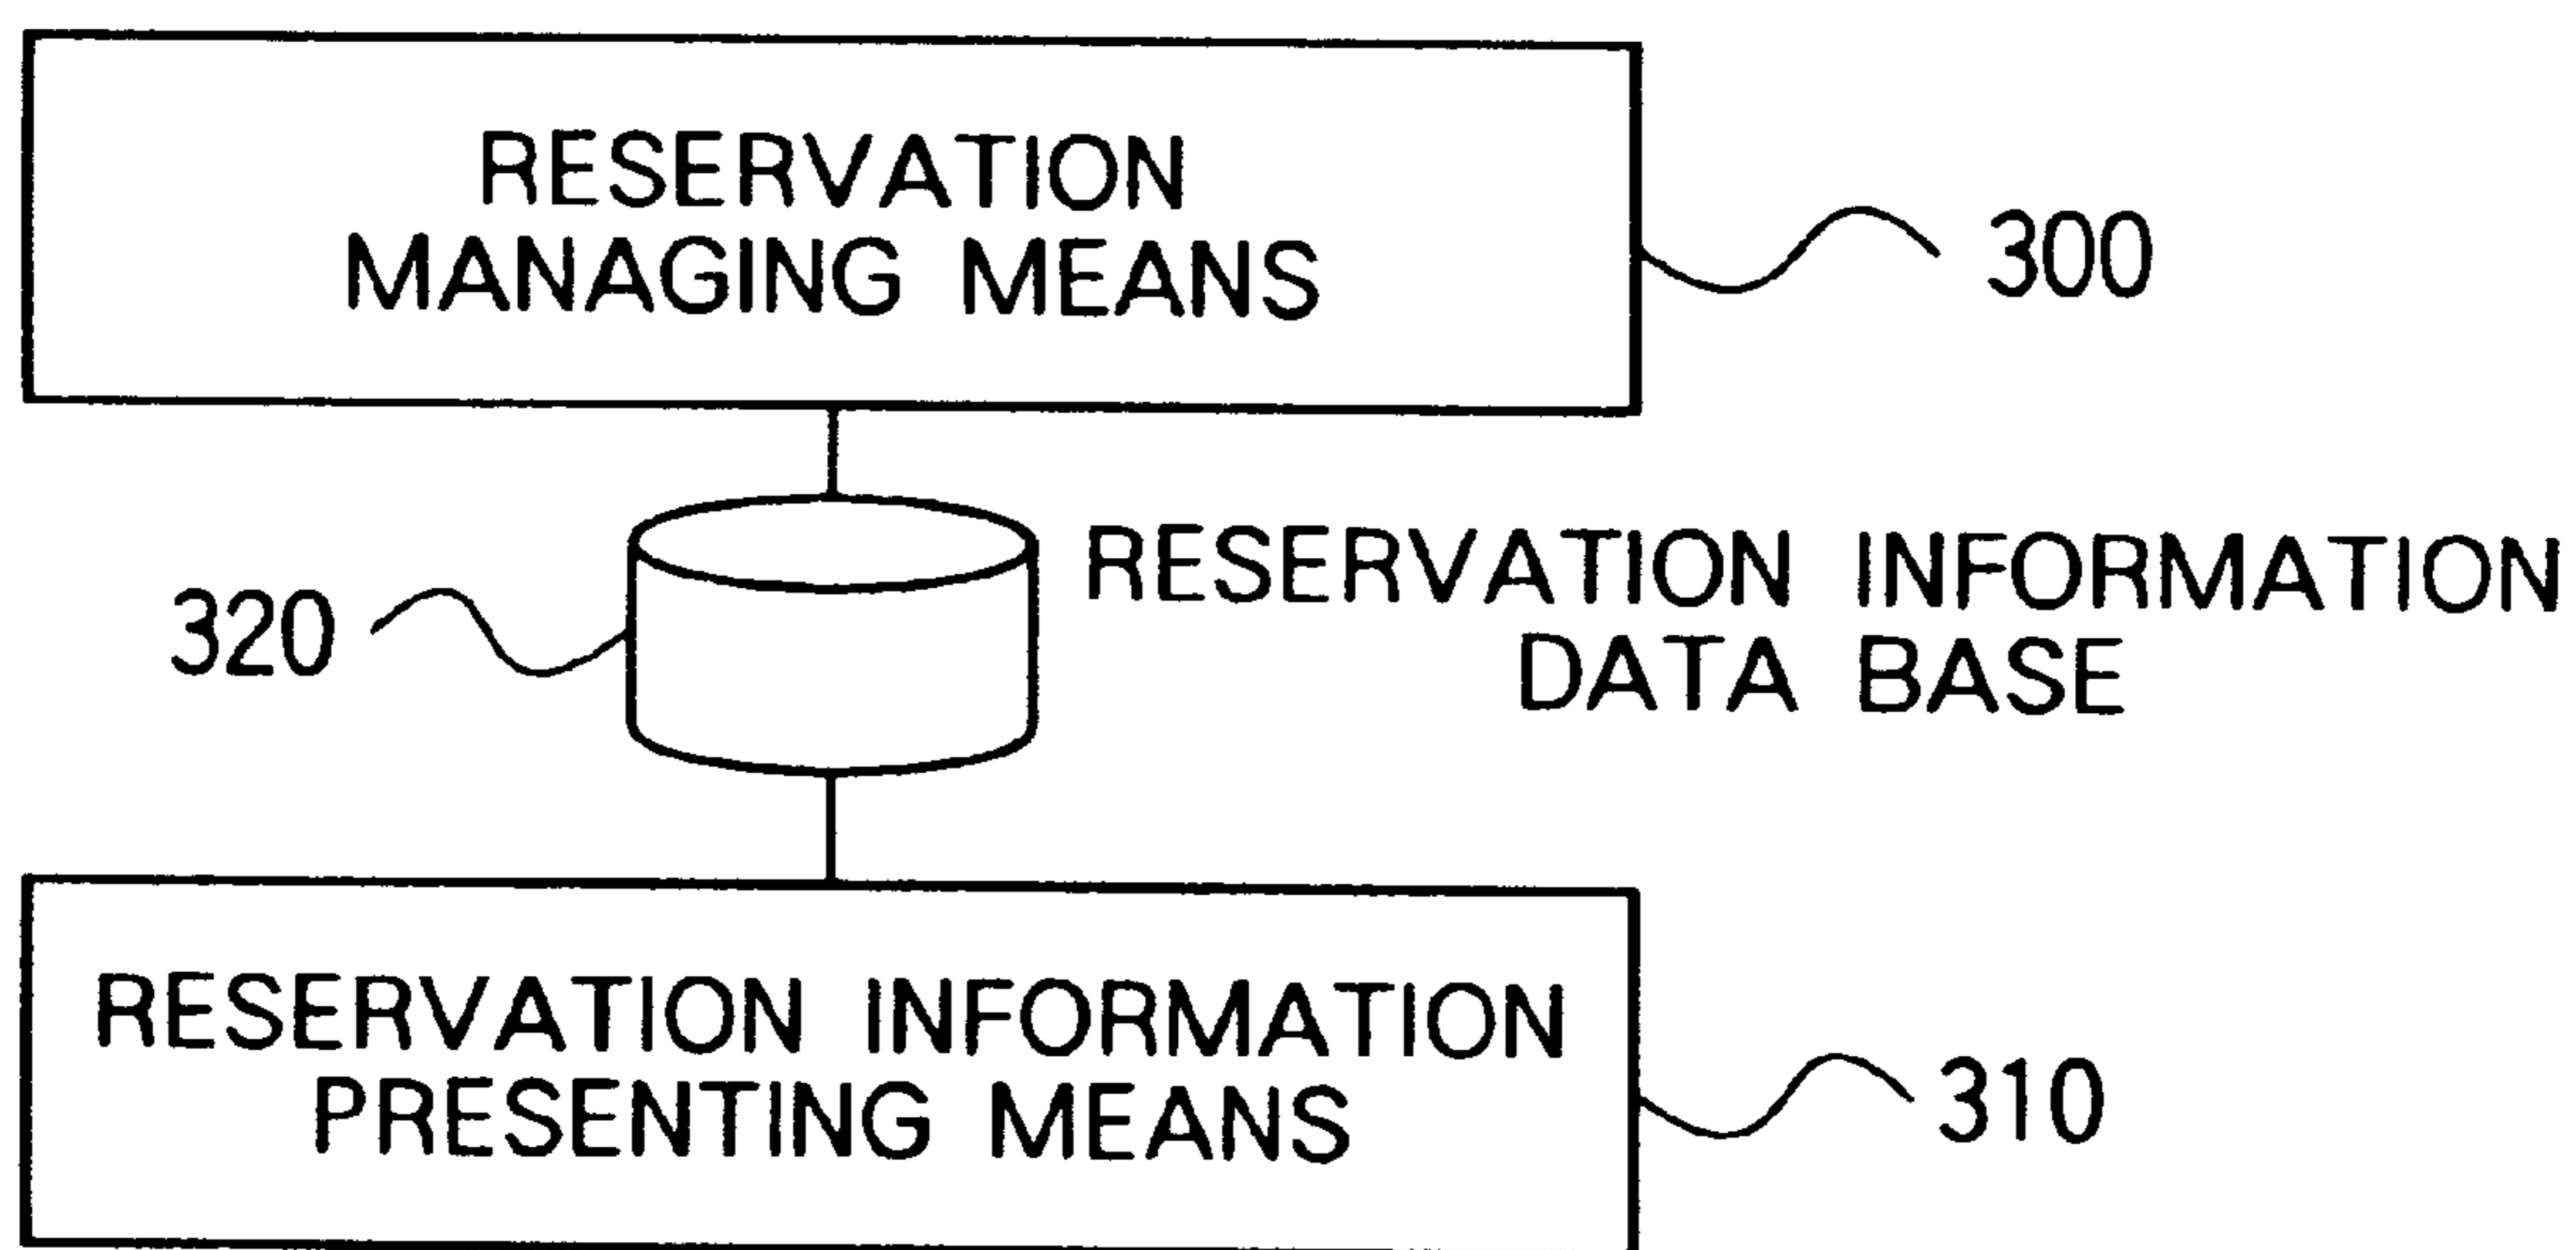 RESERVATION
MANAGING MEANS
300
RESERVATION INFORMATION
DATA BASE
320
RESERVATION INFORMATION
PRESENTING MEANS
310